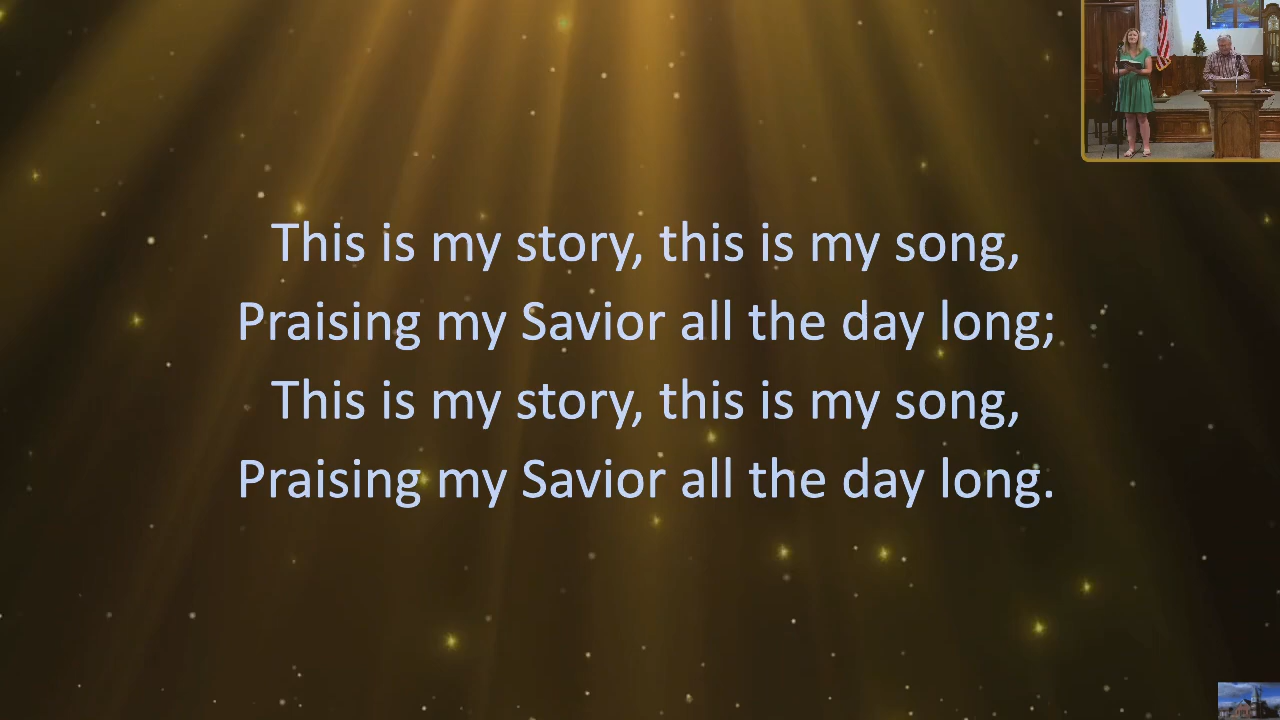 This is my story, this is my song,
Praising my Savior all the day long;
This is my story, this is my song,
Praising my Savior all the day long.